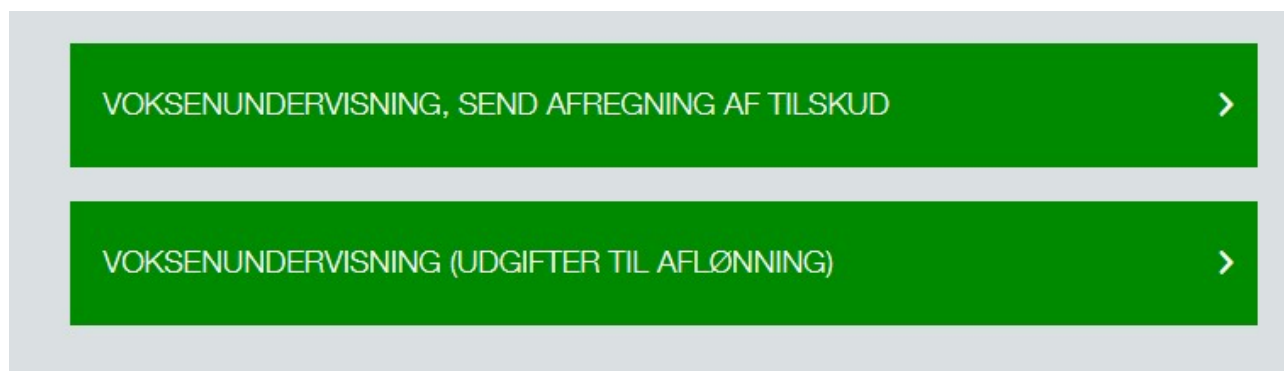 VOKSENUNDERVISNING, SEND AFREGNING AF TILSKUD
VOKSENUNDERVISNING (UDGIFTER TIL AFLØNNING)